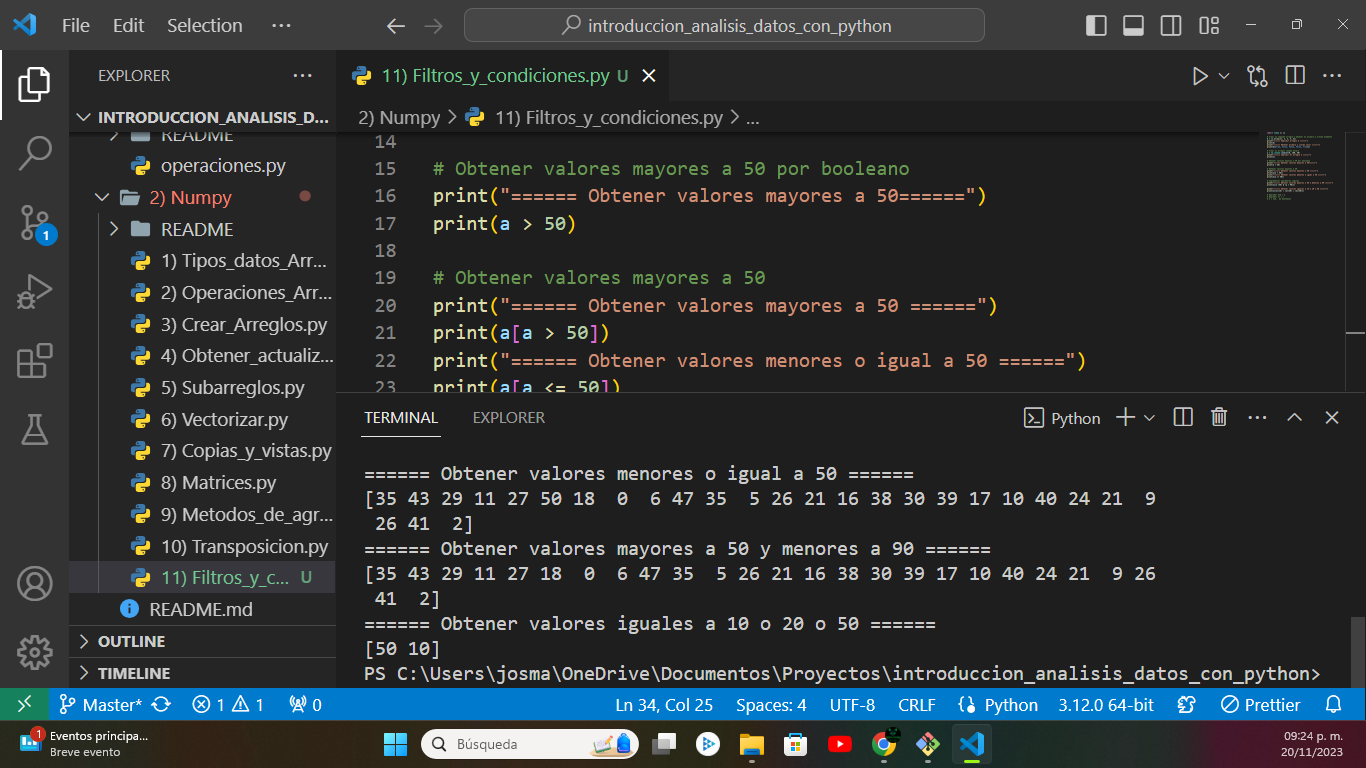 File Edit Selection ···
introduccion_analisis_datos_con_python
EXPLORER
INTRODUCCION_ANALISIS_D...
README
operaciones.py
2) Numpy
README
1) Tipos_datos_Arr...
2) Operaciones_Arr...
3) Crear_Arreglos.py
4) Obtener_actualiz...
5) Subarreglos.py
6) Vectorizar.py
7) Copias_y_vistas.py
8) Matrices.py
9) Metodos_de_agr...
10) Transposicion.py
11) Filtros_y_c... U
README.md
OUTLINE
TIMELINE
1
11) Filtros_y_condiciones.py U
2) Numpy > 11) Filtros_y_condiciones.py > ...
14
15 # Obtener valores mayores a 50 por booleano
16 print("====== Obtener valores mayores a 50======")
17 print(a > 50)
18
19 # Obtener valores mayores a 50
20 print("====== Obtener valores mayores a 50 ======")
21 print(a[a > 50])
22 print("====== Obtener valores menores o igual a 50 ======")
23 print(a[a <= 50])
TERMINAL EXPLORER
Python
====== Obtener valores menores o igual a 50 ======
[35 43 29 11 27 50 18  0  6 47 35  5 26 21 16 38 30 39 17 10 40 24 21  9
 26 41  2]
====== Obtener valores mayores a 50 y menores a 90 ======
[35 43 29 11 27 18  0  6 47 35  5 26 21 16 38 30 39 17 10 40 24 21  9 26
 41  2]
====== Obtener valores iguales a 10 o 20 o 50 ======
[50 10]
PS C:\Users\josma\OneDrive\Documentos\Proyectos\introduccion_analisis_datos_con_python>
Master* 1 1 0 Ln 34, Col 25 Spaces: 4 UTF-8 CRLF Python 3.12.0 64-bit Prettier
1
Eventos principa...
Breve evento
Búsqueda
09:24 p. m.
20/11/2023